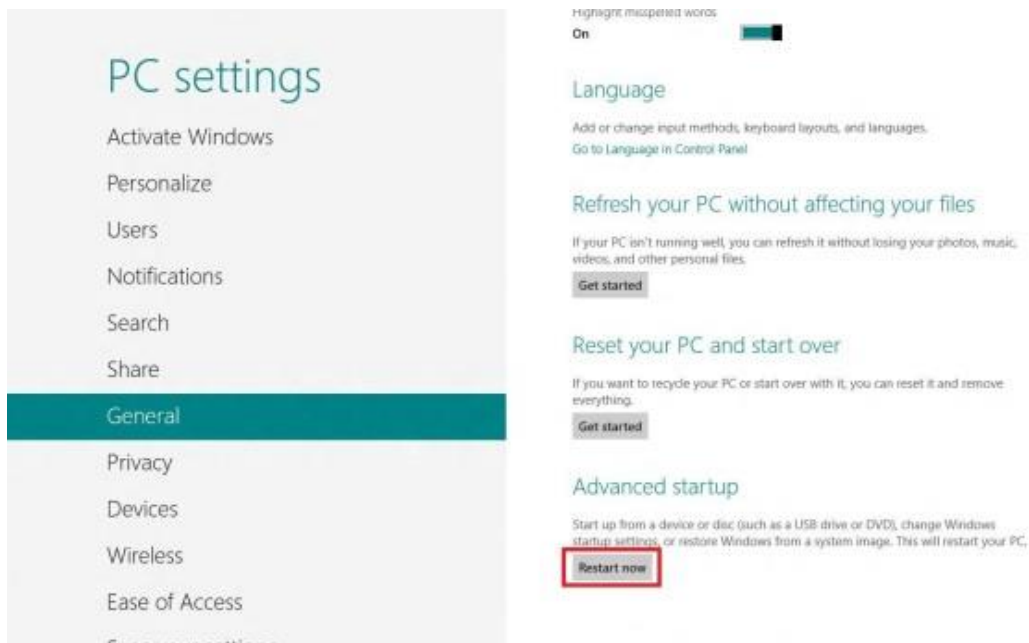 PC settings
Activate Windows
Personalize
Users
Notifications
Search
Share
General
Privacy
Devices
Wireless
Ease of Access
Highlight misspelled words
On
Language
Add or change input methods, keyboard layouts, and languages.
Go to Language in Control Panel
Refresh your PC without affecting your files
If your PC isn't running well, you can refresh it without losing your photos, music,
videos, and other personal files.
Get started
Reset your PC and start over
If you want to recycle your PC or start over with it, you can reset it and remove
everything.
Get started
Advanced startup
Start up from a device or disc (such as a USB drive or DVD), change Windows
startup settings, or restore Windows from a system image. This will restart your PC.
Restart now